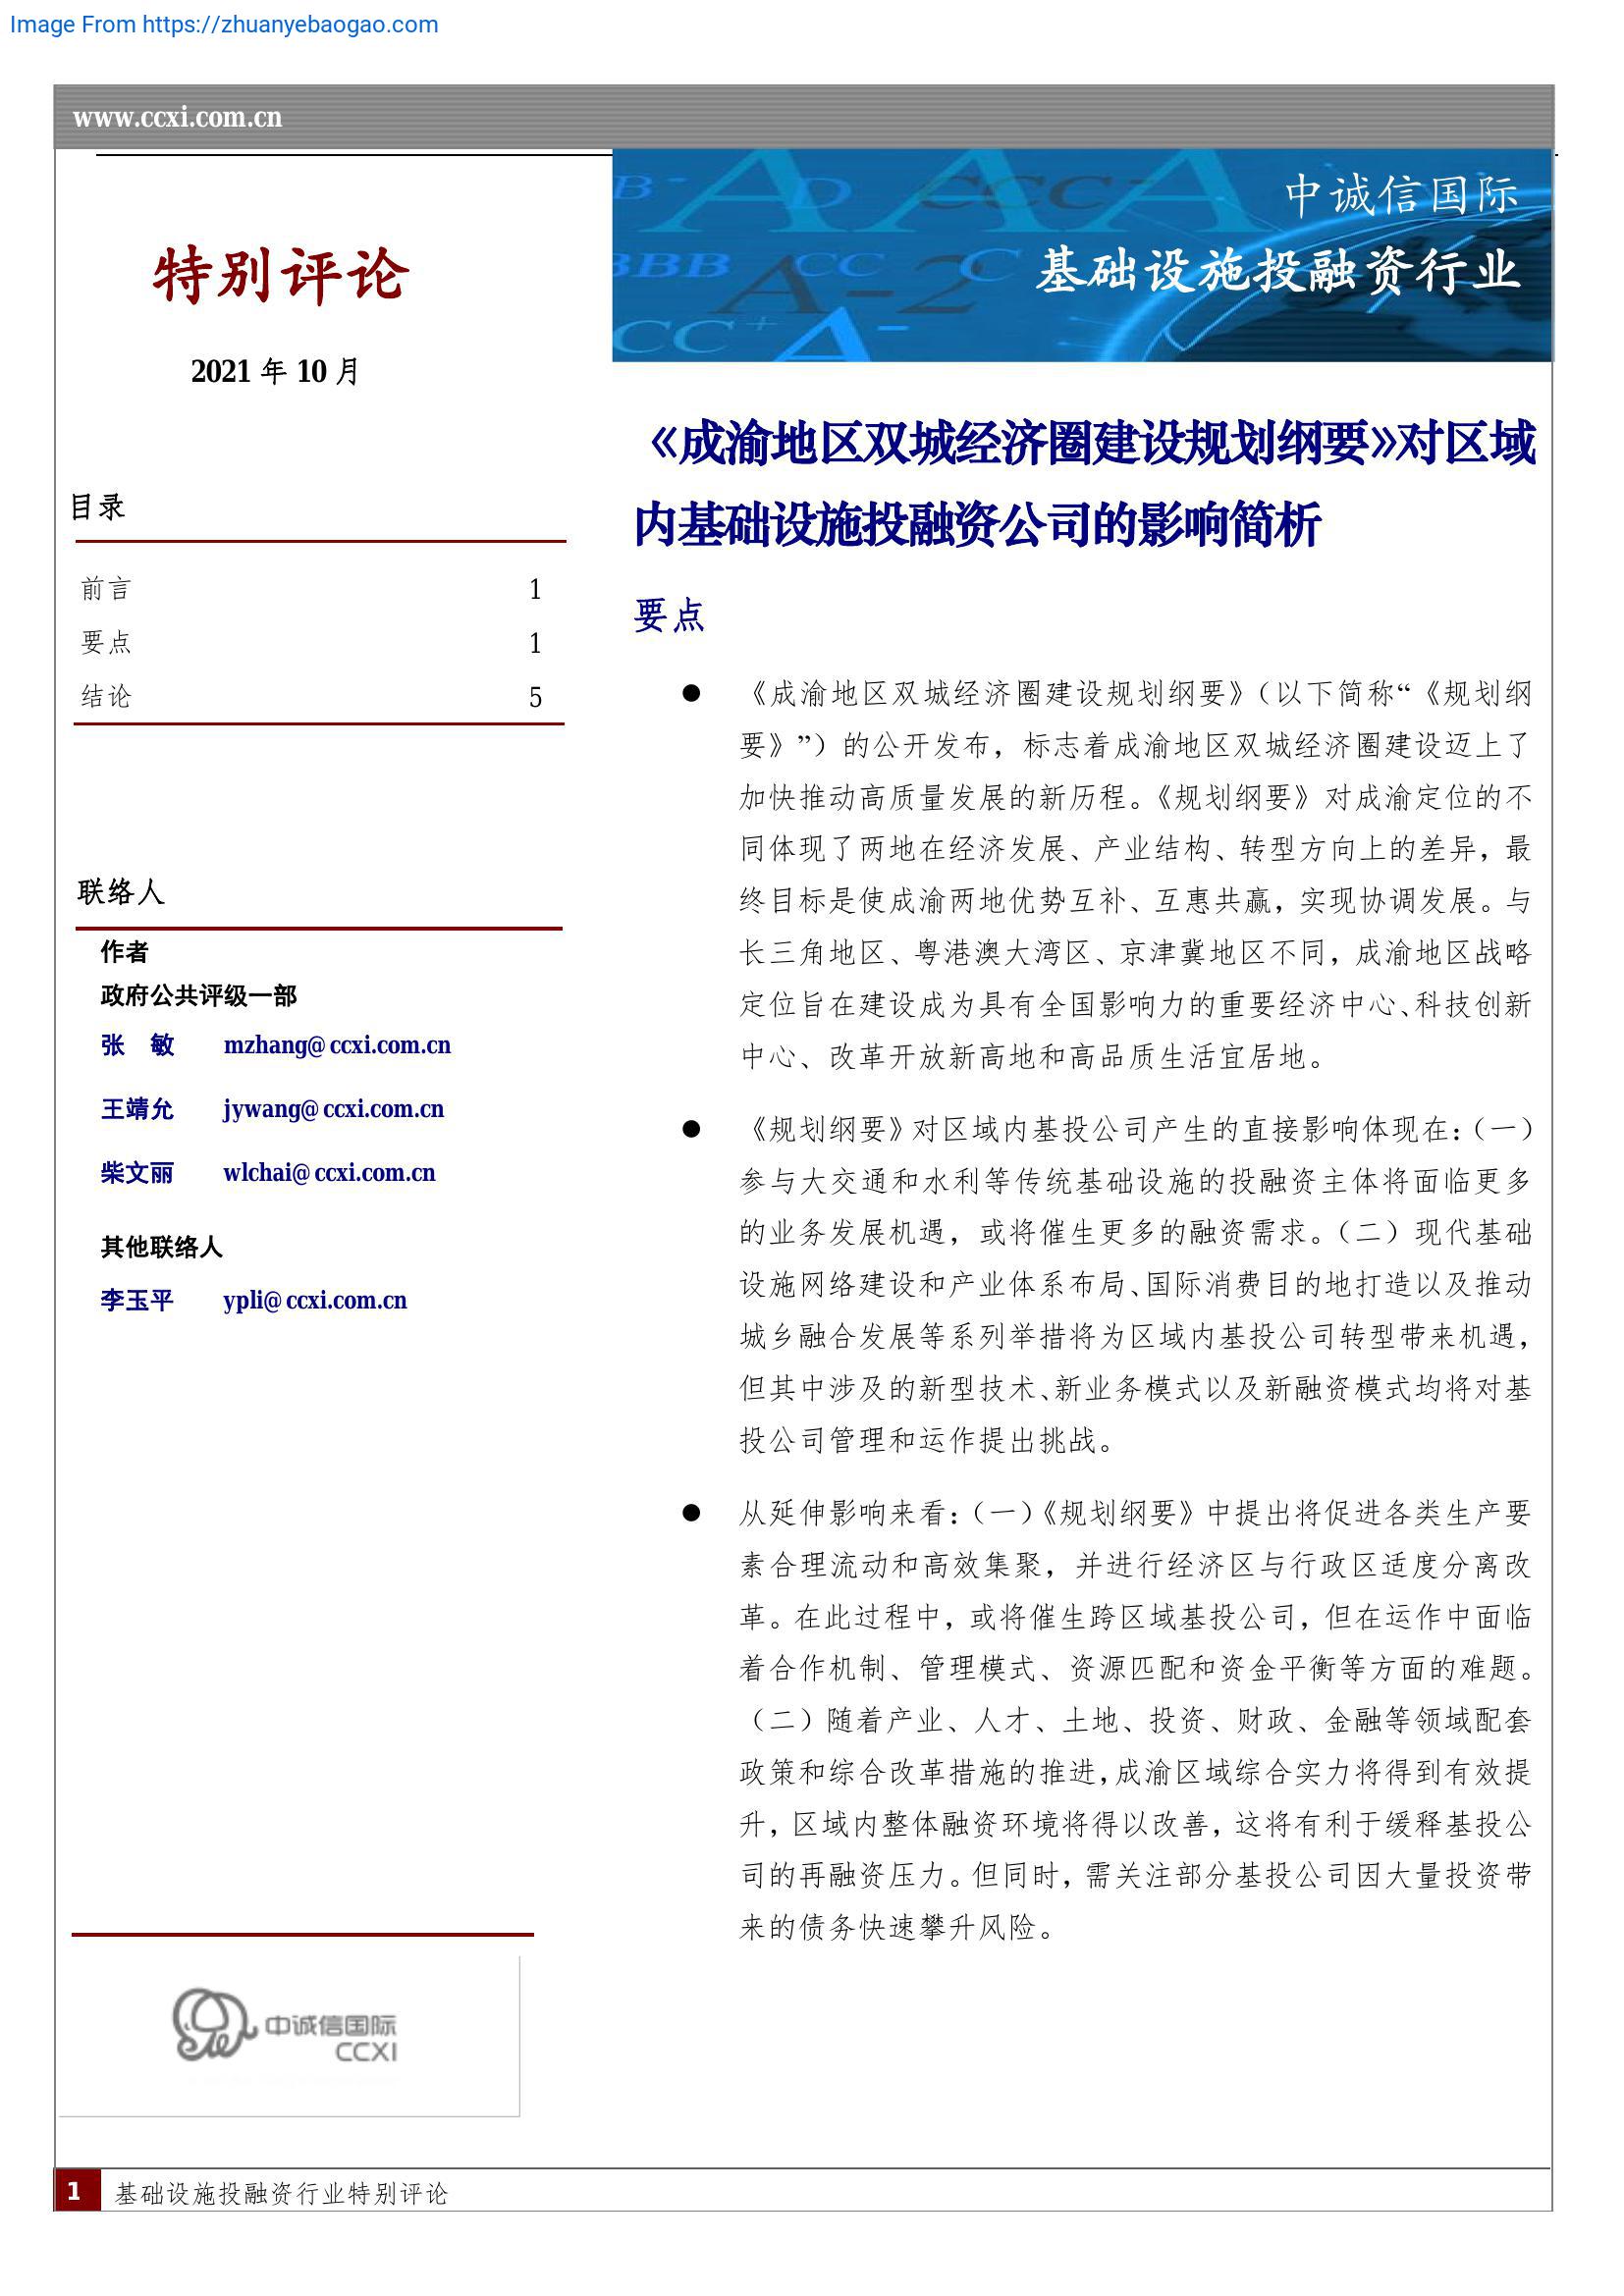 Image From https://zhuanyebaogao.com
www.ccxi.com.cn
B- A D A CCC A
BBB A-2 CC C
CC+ A-
中诚信国际
基础设施投融资行业
特别评论
2021 年 10 月
目录
前言 1
要点 1
结论 5
联络人
作者
政府公共评级一部
张 敏 mzhang@ccxi.com.cn
王靖允 jywang@ccxi.com.cn
柴文丽 wlchai@ccxi.com.cn
其他联络人
李玉平 ypli@ccxi.com.cn
中诚信国际
CCXI
《成渝地区双城经济圈建设规划纲要》对区域
内基础设施投融资公司的影响简析
要点
● 《成渝地区双城经济圈建设规划纲要》（以下简称“《规划纲
要》”）的公开发布，标志着成渝地区双城经济圈建设迈上了
加快推动高质量发展的新历程。《规划纲要》对成渝定位的不
同体现了两地在经济发展、产业结构、转型方向上的差异，最
终目标是使成渝两地优势互补、互惠共赢，实现协调发展。与
长三角地区、粤港澳大湾区、京津冀地区不同，成渝地区战略
定位旨在建设成为具有全国影响力的重要经济中心、科技创新
中心、改革开放新高地和高品质生活宜居地。
● 《规划纲要》对区域内基投公司产生的直接影响体现在：（一）
参与大交通和水利等传统基础设施的投融资主体将面临更多
的业务发展机遇，或将催生更多的融资需求。（二）现代基础
设施网络建设和产业体系布局、国际消费目的地打造以及推动
城乡融合发展等系列举措将为区域内基投公司转型带来机遇，
但其中涉及的新型技术、新业务模式以及新融资模式均将对基
投公司管理和运作提出挑战。
● 从延伸影响来看：（一）《规划纲要》中提出将促进各类生产要
素合理流动和高效集聚，并进行经济区与行政区适度分离改
革。在此过程中，或将催生跨区域基投公司，但在运作中面临
着合作机制、管理模式、资源匹配和资金平衡等方面的难题。
（二）随着产业、人才、土地、投资、财政、金融等领域配套
政策和综合改革措施的推进，成渝区域综合实力将得到有效提
升，区域内整体融资环境将得以改善，这将有利于缓释基投公
司的再融资压力。但同时，需关注部分基投公司因大量投资带
来的债务快速攀升风险。
1 基础设施投融资行业特别评论